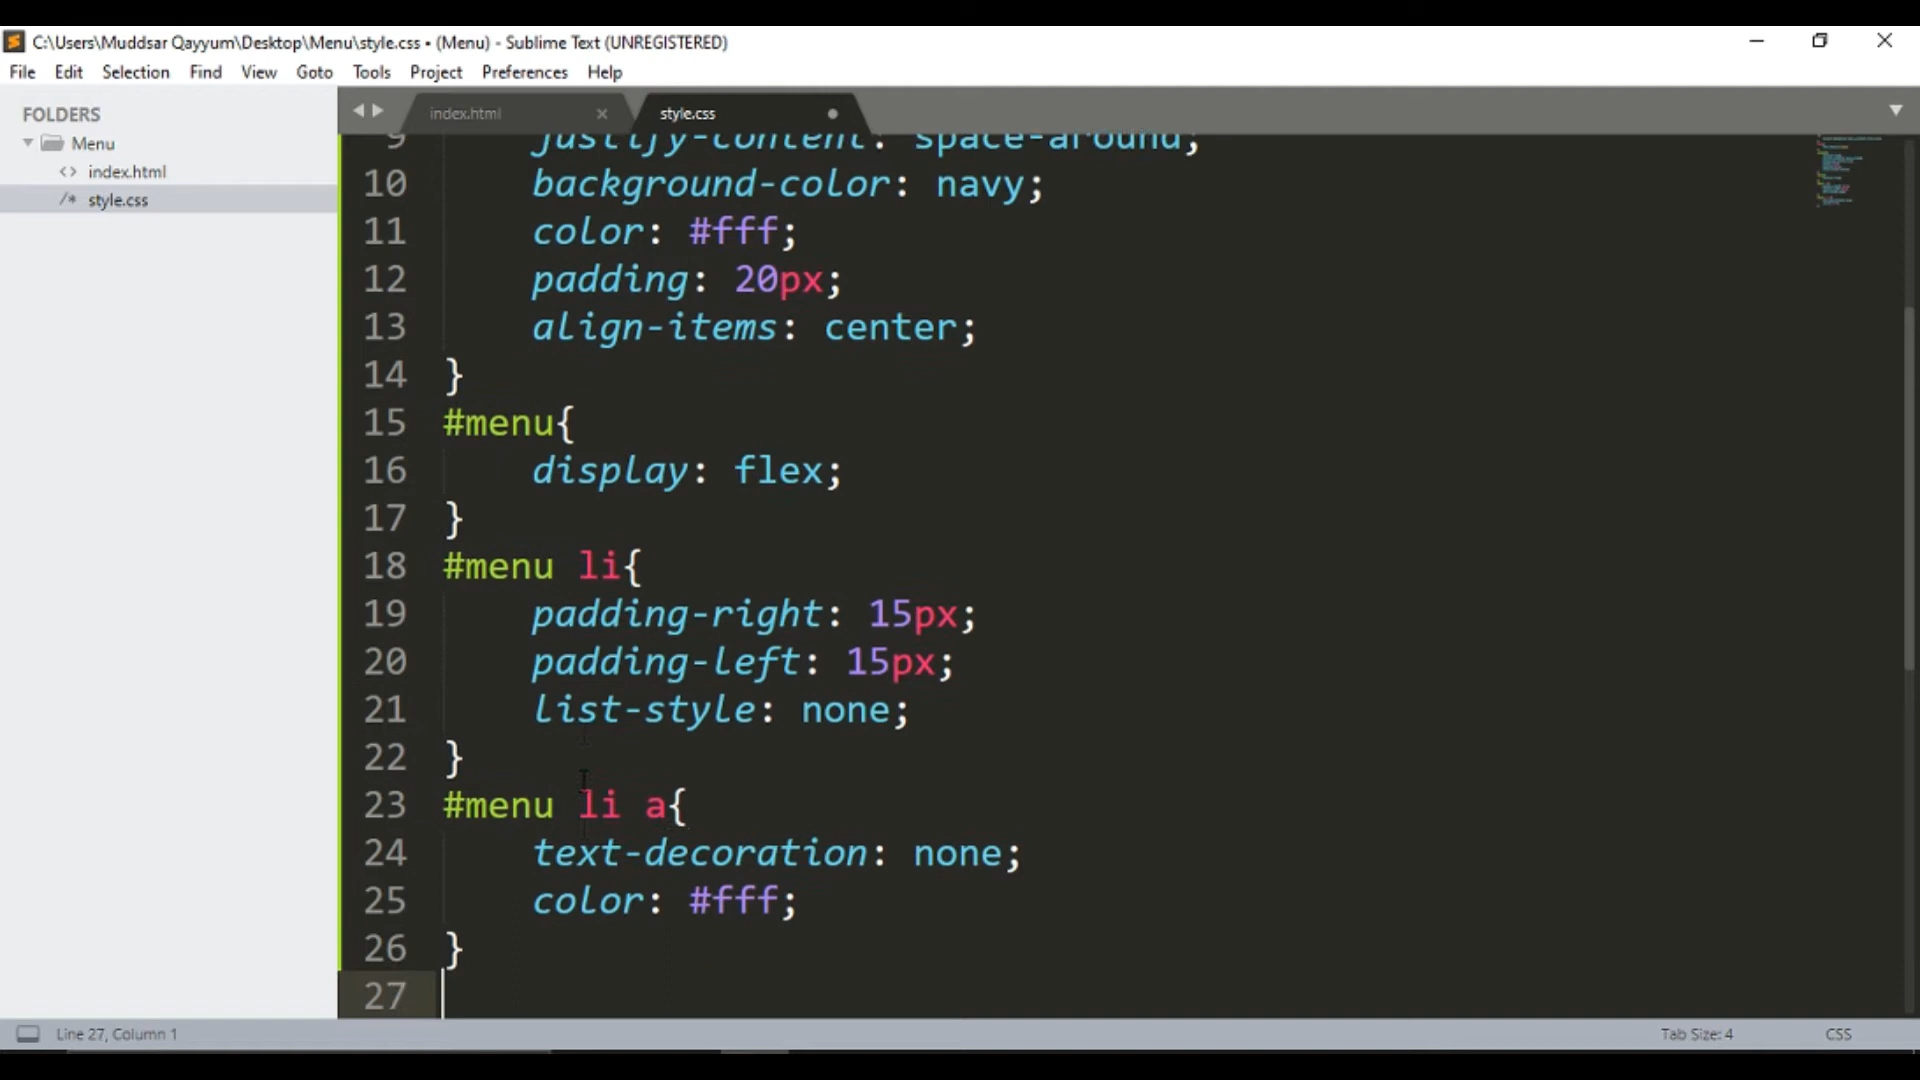 C:\Users\Muddsar Qayyum\Desktop\Menu\style.css • (Menu) - Sublime Text (UNREGISTERED)
File Edit Selection Find View Goto Tools Project Preferences Help
FOLDERS
Menu
<> index.html
/* style.css
index.html × style.css
9 justify-content: space-around;
10 background-color: navy;
11 color: #fff;
12 padding: 20px;
13 align-items: center;
14 }
15 #menu{
16 display: flex;
17 }
18 #menu li{
19 padding-right: 15px;
20 padding-left: 15px;
21 list-style: none;
22 }
23 #menu li a{
24 text-decoration: none;
25 color: #fff;
26 }
27
Line 27, Column 1 Tab Size: 4 CSS